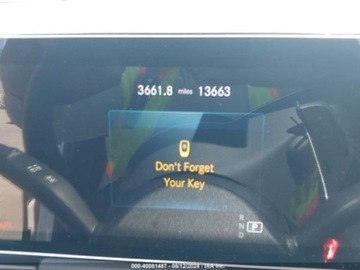 3661.8 miles 13663
Don't Forget
Your Key
R
N
D P
000-40081487 - 08/12/2024 - IAA Inc.